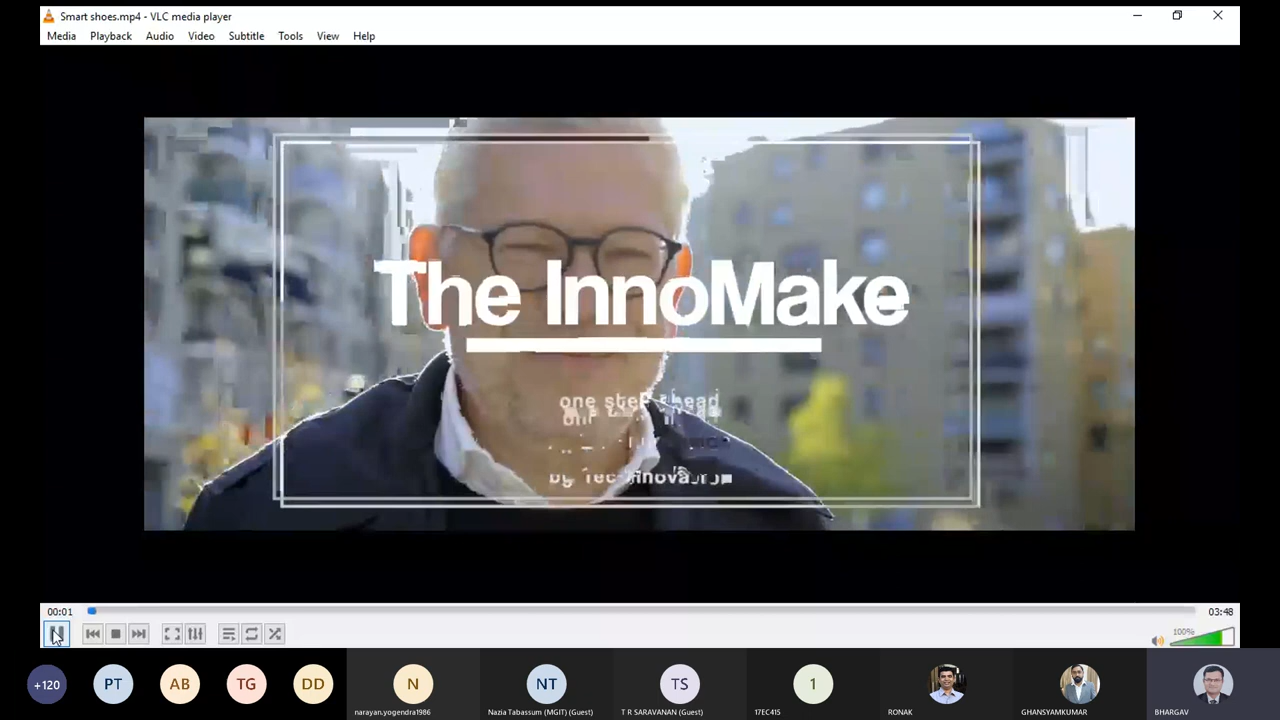 Smart shoes.mp4 - VLC media player
Media Playback Audio Video Subtitle Tools View Help
The InnoMake
one step ahead
00:01
03:48
100%
+120
PT
AB
TG
DD
N
NT
TS
1
narayan.yogendra1986
Nazia Tabassum (MGIT) (Guest)
T R SARAVANAN (Guest)
17EC415
RONAK
GHANSYAMKUMAR
BHARGAV